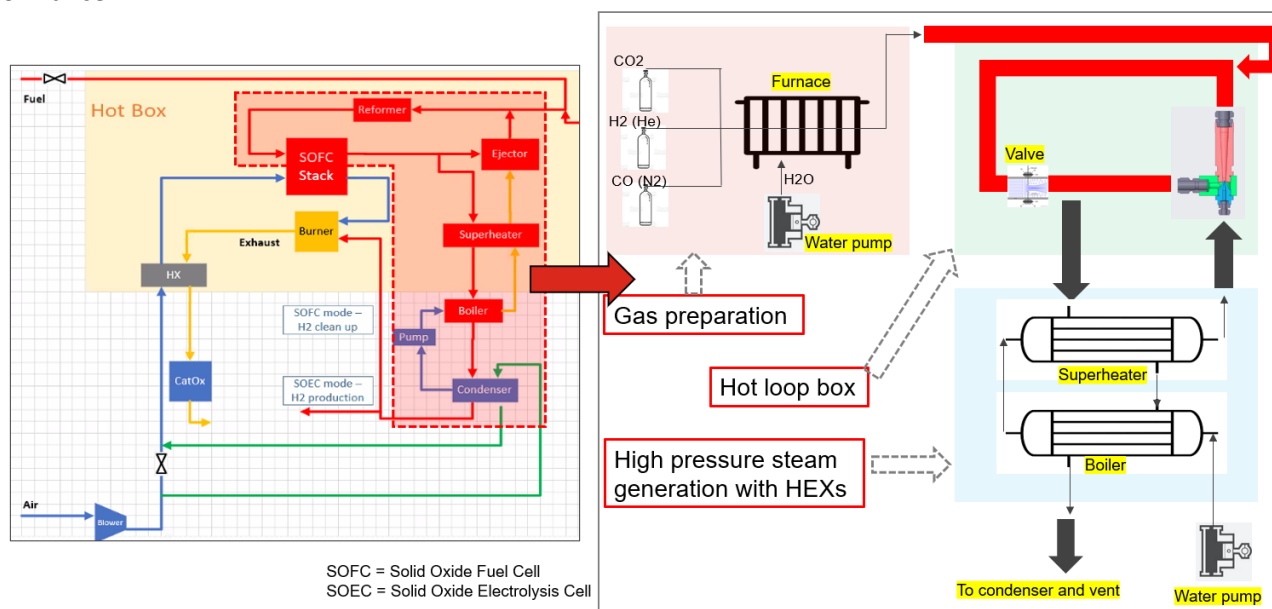 Fuel
Hot Box
Reformer
SOFC
Stack
Ejector
Burner
Exhaust
Superheater
HX
SOFC mode –
H2 clean up
Boiler
Pump
CatOx
SOEC mode –
H2 production
Condenser
Air
Blower
SOFC = Solid Oxide Fuel Cell
SOEC = Solid Oxide Electrolysis Cell
CO2
Furnace
H2 (He)
CO (N2)
H2O
Water pump
Valve
Gas preparation
Hot loop box
High pressure steam
generation with HEXs
Superheater
Boiler
To condenser and vent
Water pump